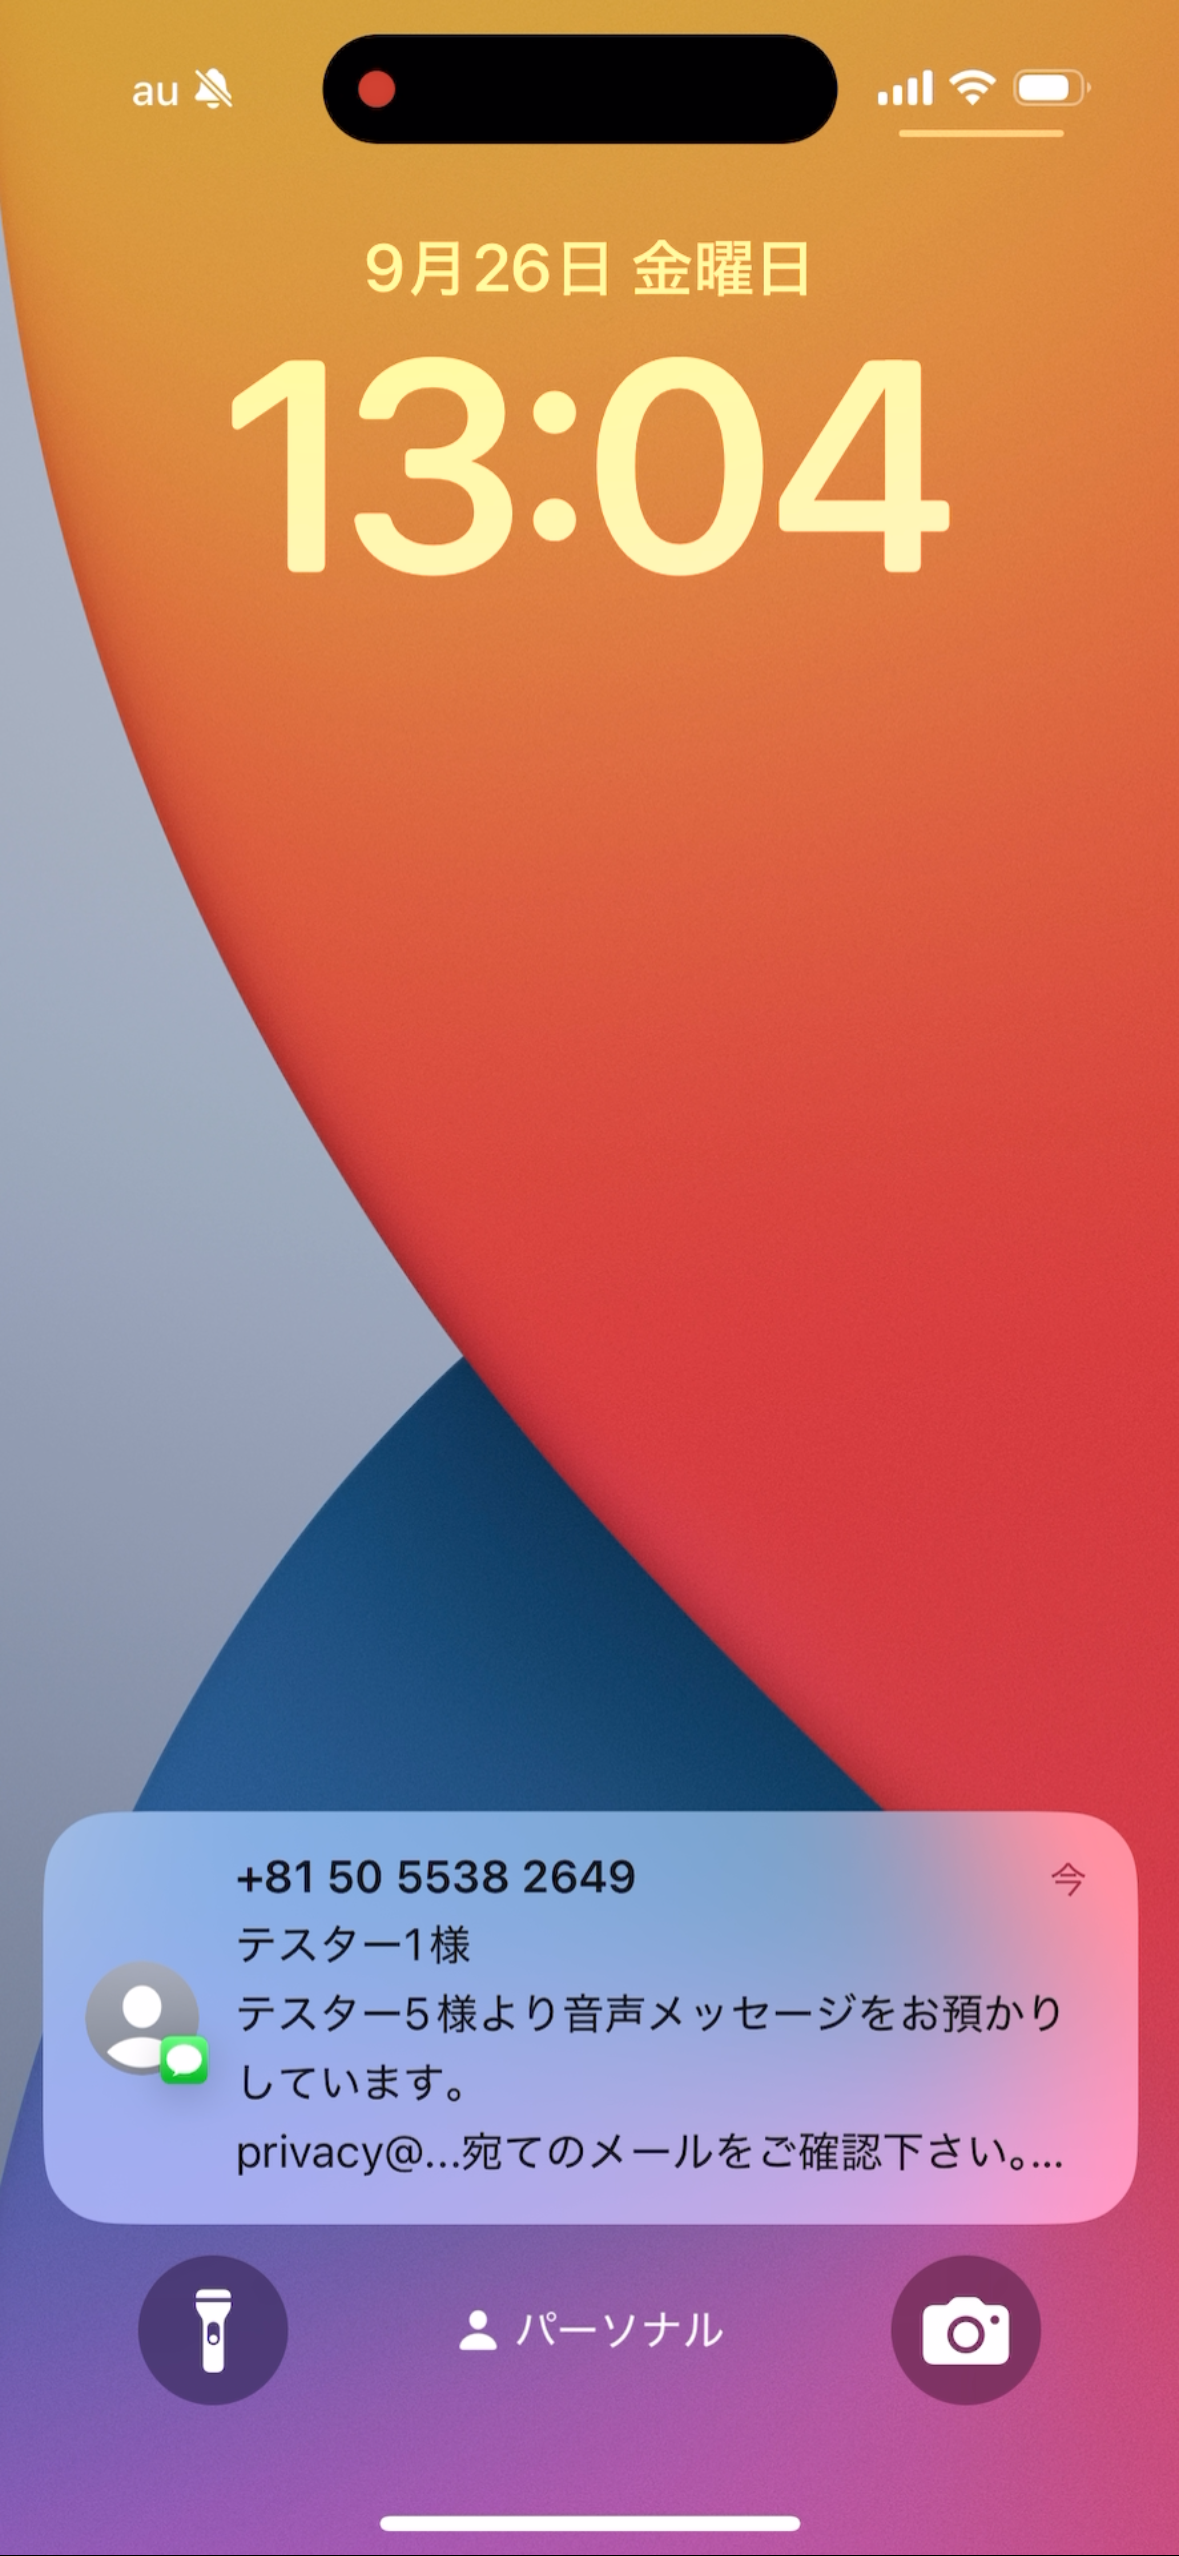 au
9月26日 金曜日
13:04
+81 50 5538 2649
今
テスター1様
テスター5様より音声メッセージをお預かり
しています。
privacy@...宛てのメールをご確認下さい。...
パーソナル